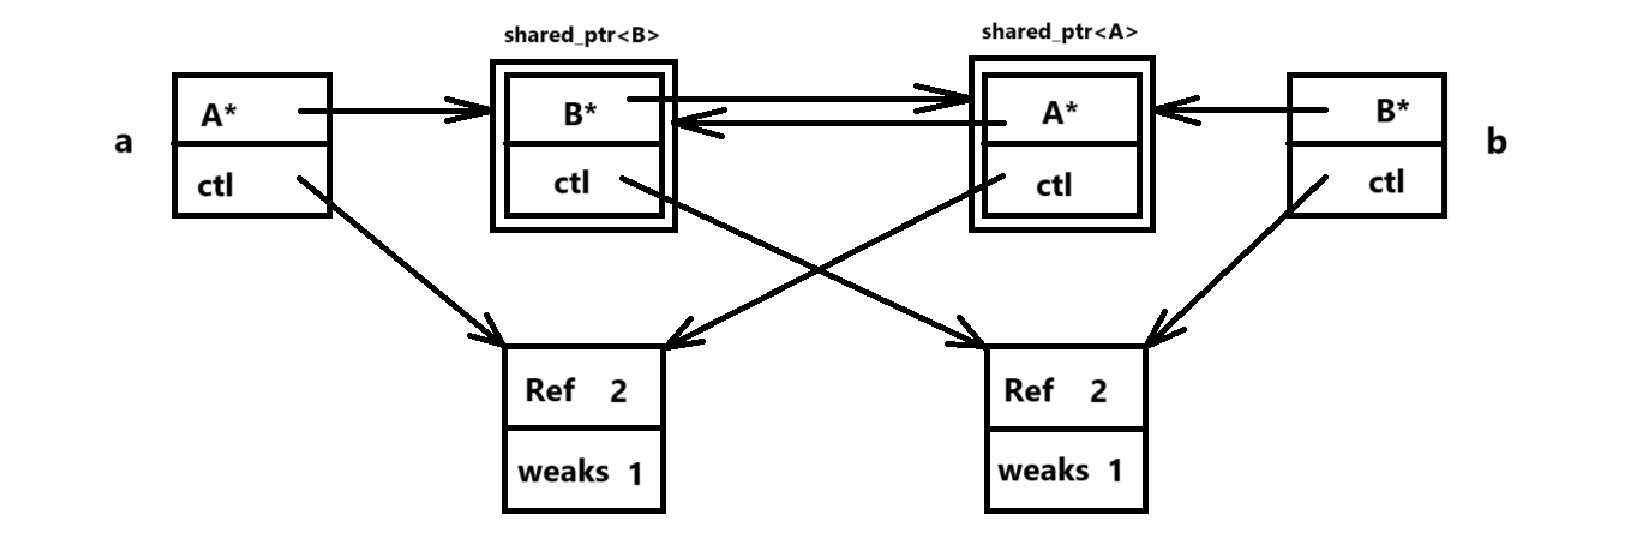 shared_ptr<B>
shared_ptr<A>
a
A*
ctl
B*
ctl
A*
ctl
B*
ctl
b
Ref 2
weaks 1
Ref 2
weaks 1